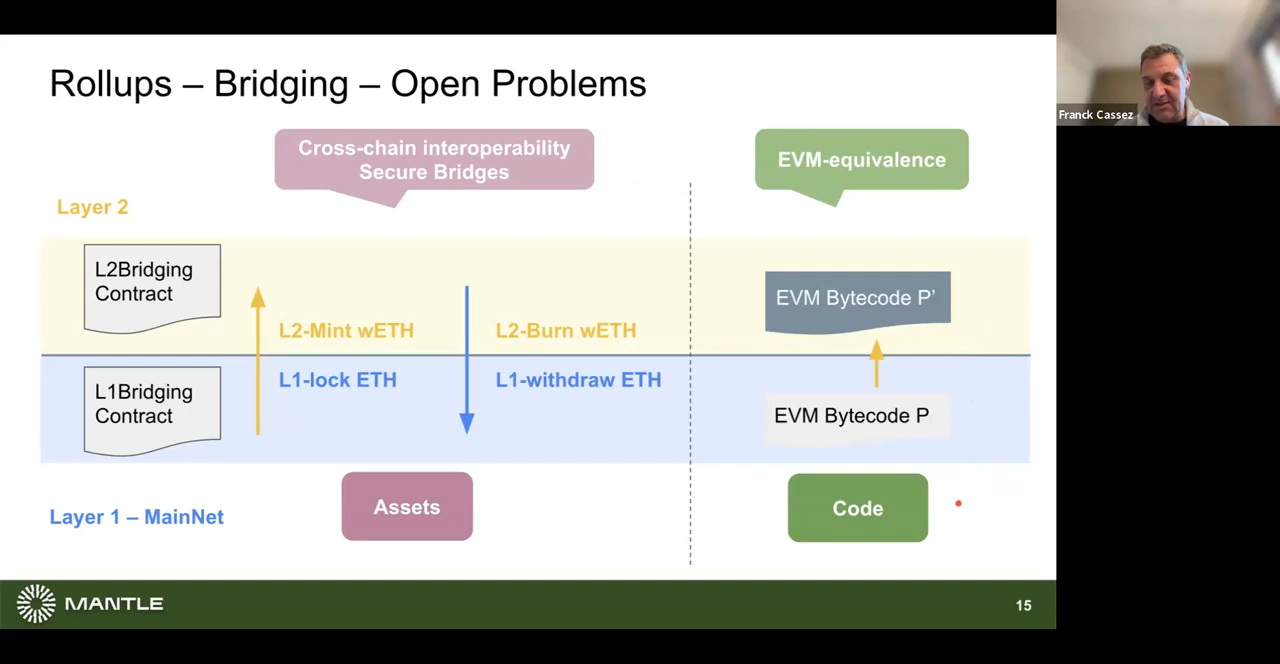 Rollups – Bridging – Open Problems
Franck Cassez
Cross-chain interoperability
Secure Bridges
EVM-equivalence
Layer 2
L2Bridging
Contract
L2-Mint wETH
L2-Burn wETH
EVM Bytecode P’
L1Bridging
Contract
L1-lock ETH
L1-withdraw ETH
EVM Bytecode P
Layer 1 – MainNet
Assets
Code
MANTLE
15